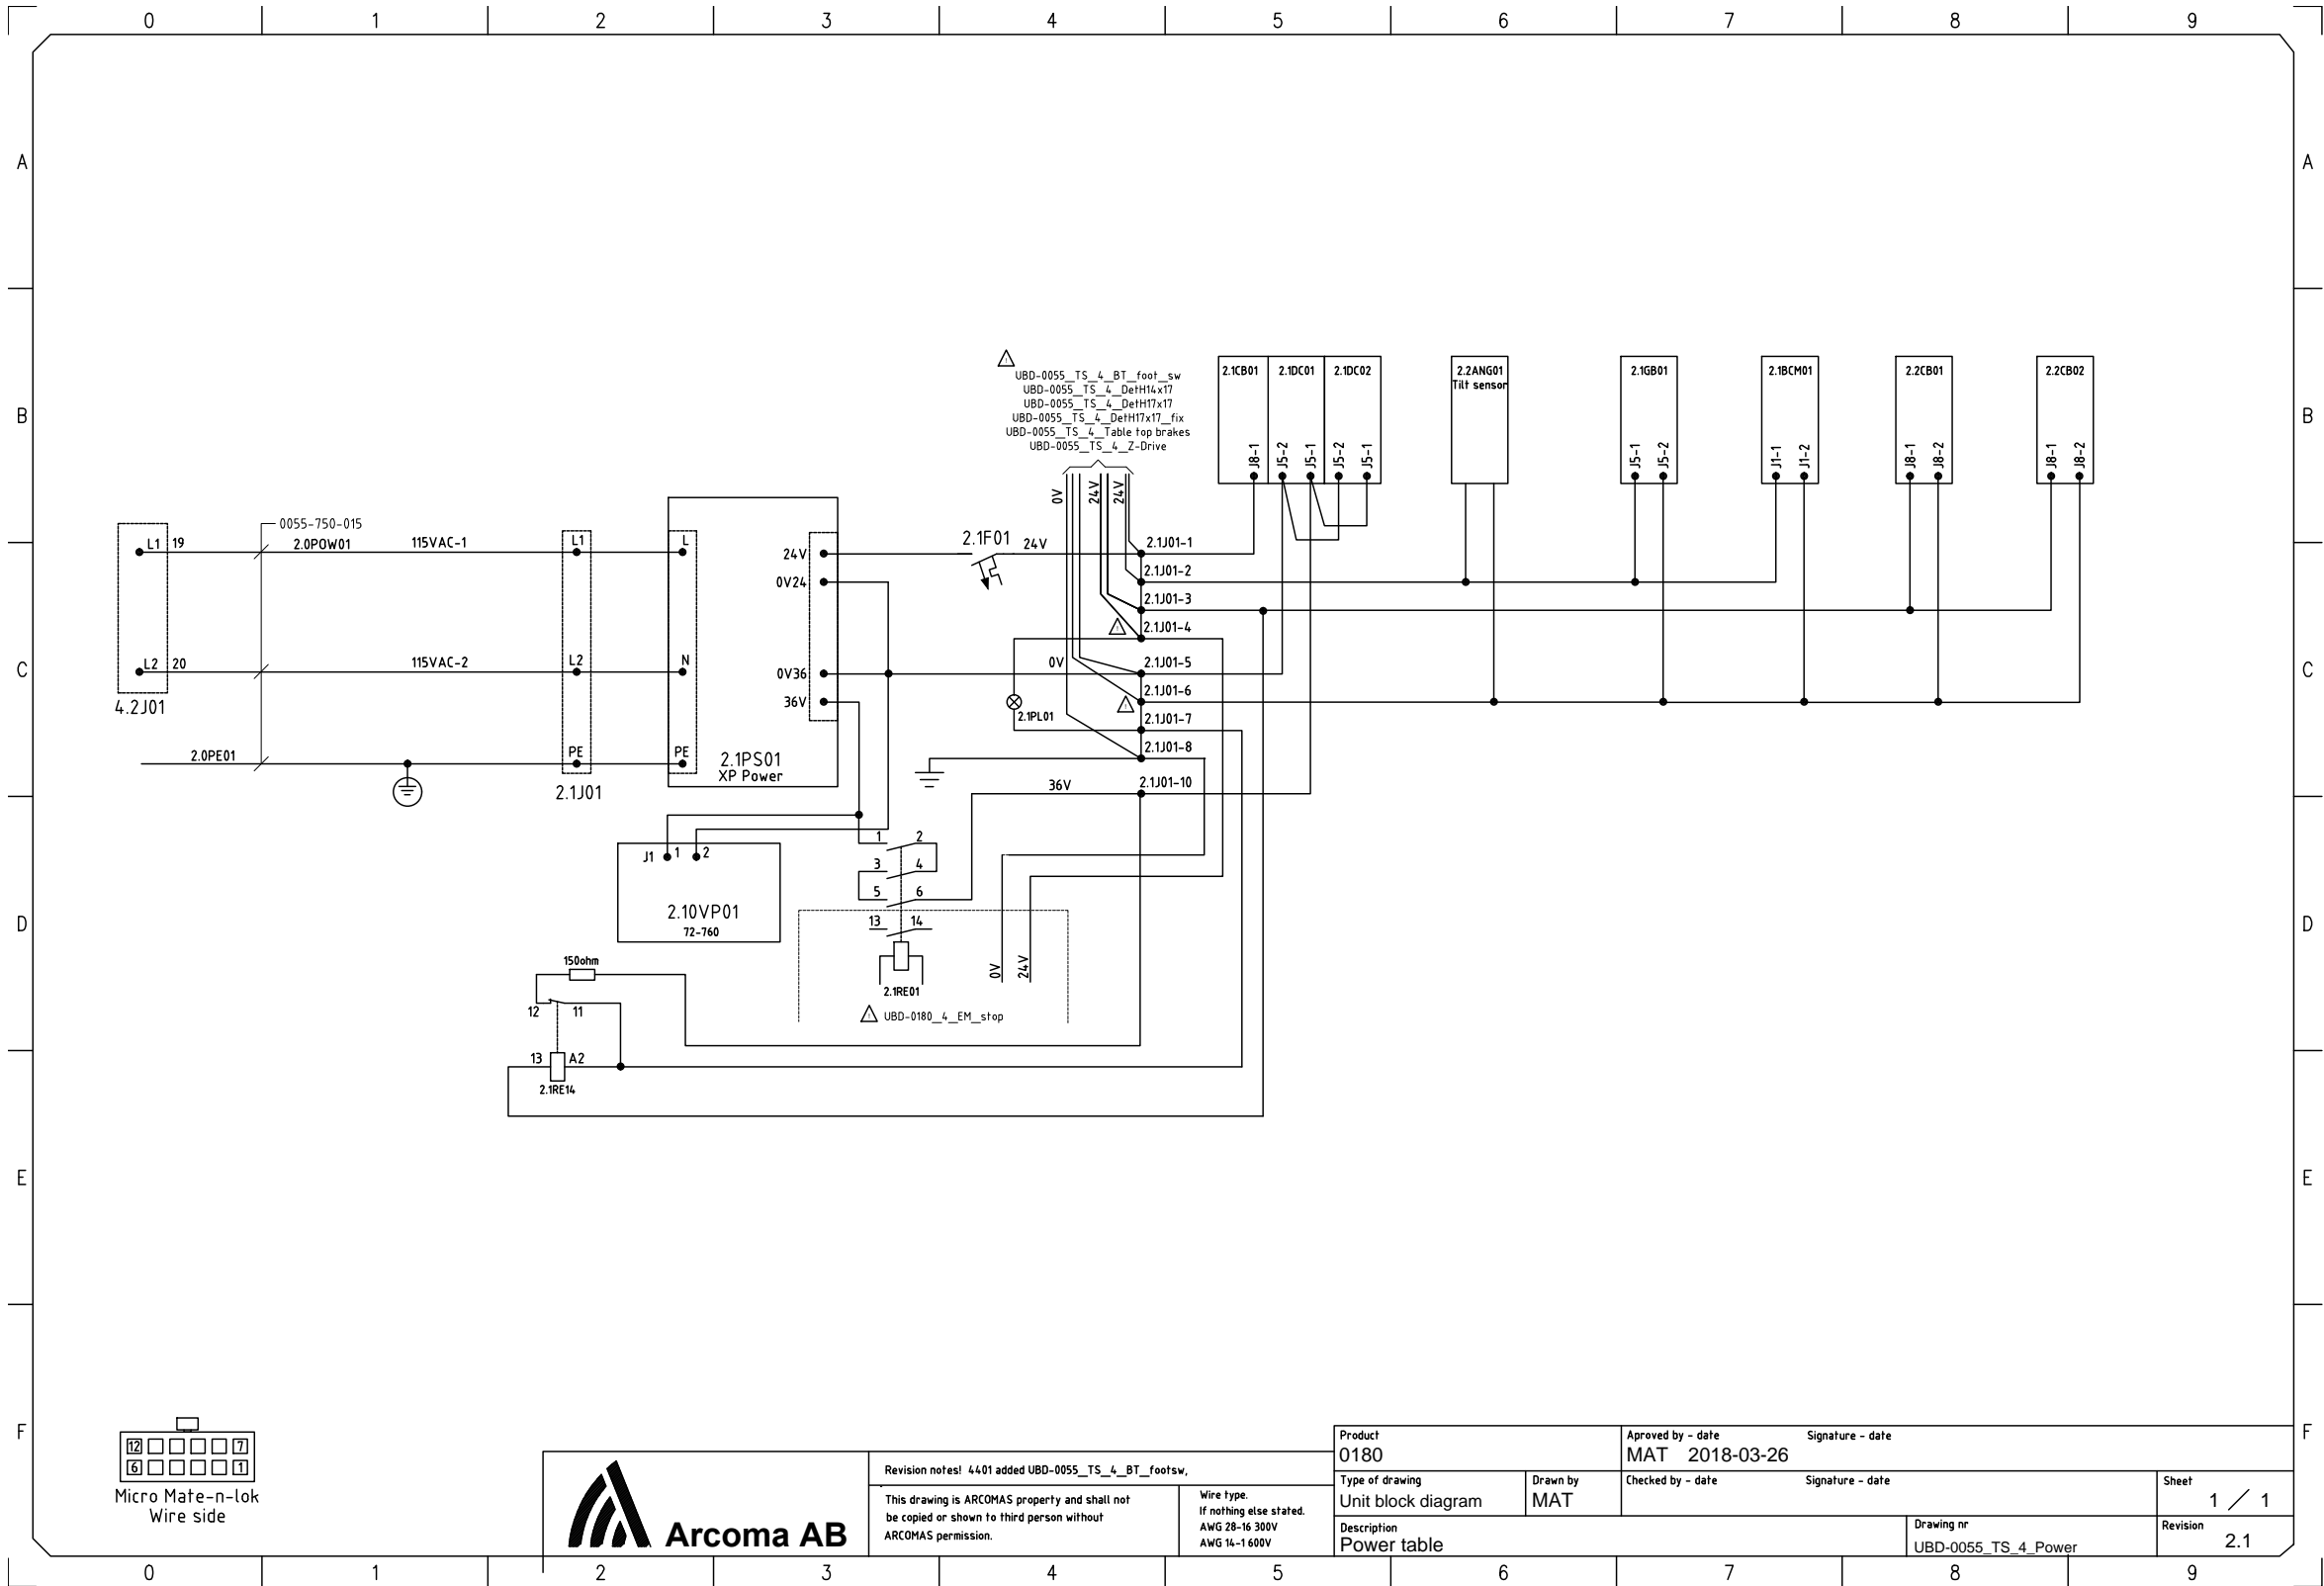 0 1 2 3 4 5 6 7 8 9
A A
B B
C C
D D
E E
F F
UBD-0055_TS_4_BT_foot_sw
UBD-0055_TS_4_DetH14x17
UBD-0055_TS_4_DetH17x17
UBD-0055_TS_4_DetH17x17_fix
UBD-0055_TS_4_Table top brakes
UBD-0055_TS_4_Z-Drive
0V 24V 24V
2.1CB01 2.1DC01 2.1DC02
J8-1 J5-2 J5-1 J5-2 J5-1
2.2ANG01
Tilt sensor
2.1GB01
J5-1 J5-2
2.1BCM01
J1-1 J1-2
2.2CB01
J8-1 J8-2
2.2CB02
J8-1 J8-2
0055-750-015
L1 19
2.0POW01
115VAC-1
L1
L
L2 20
115VAC-2
L2
N
4.2J01
2.0PE01
PE
PE
2.1J01
24V
0V24
0V36
36V
2.1PS01
XP Power
2.1F01
24V
2.1J01-1
2.1J01-2
2.1J01-3
2.1J01-4
0V
2.1J01-5
2.1J01-6
2.1J01-7
2.1J01-8
2.1PL01
36V
2.1J01-10
J1 1 2
2.10VP01
72-760
1 2
3 4
5 6
13 14
2.1RE01
0V 24V
UBD-0180_4_EM_stop
150ohm
12 11
13 A2
2.1RE14
12 7
6 1
Micro Mate-n-lok
Wire side
Arcoma AB
Revision notes! 4401 added UBD-0055_TS_4_BT_footsw,
This drawing is ARCOMAS property and shall not
be copied or shown to third person without
ARCOMAS permission.
Wire type.
If nothing else stated.
AWG 28-16 300V
AWG 14-1 600V
Product
0180
Aproved by - date Signature - date
MAT 2018-03-26
Type of drawing
Unit block diagram
Drawn by
MAT
Checked by - date Signature - date
Sheet
1 / 1
Description
Power table
Drawing nr
UBD-0055_TS_4_Power
Revision
2.1
0 1 2 3 4 5 6 7 8 9